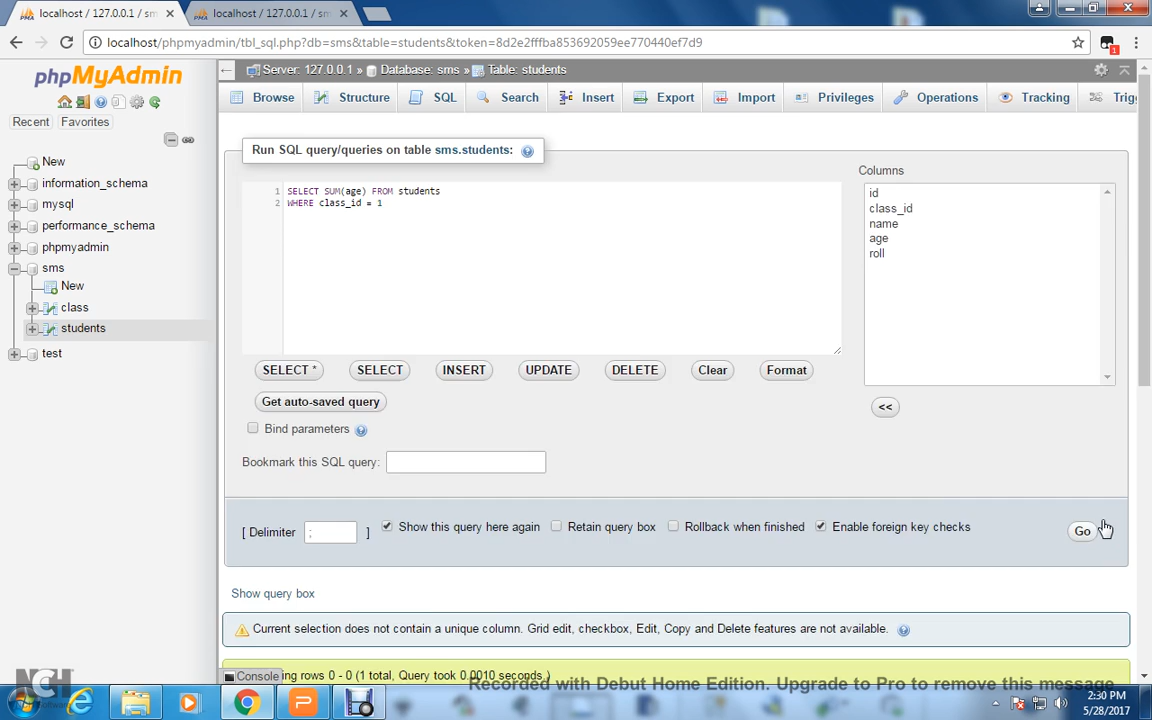 localhost / 127.0.0.1 / sm
localhost / 127.0.0.1 / sm
localhost/phpmyadmin/tbl_sql.php?db=sms&table=students&token=8d2e2fffba853692059ee770440ef7d9
1
phpMyAdmin
Recent Favorites
New
information_schema
mysql
performance_schema
phpmyadmin
sms
New
class
students
test
Server: 127.0.0.1 » Database: sms » Table: students
Browse Structure SQL Search Insert Export Import Privileges Operations Tracking Trig
Run SQL query/queries on table sms.students:
1 SELECT SUM(age) FROM students
2 WHERE class_id = 1
Columns
id
class_id
name
age
roll
SELECT * SELECT INSERT UPDATE DELETE Clear Format
<<
Get auto-saved query
Bind parameters
Bookmark this SQL query:
[ Delimiter ; ] Show this query here again Retain query box Rollback when finished Enable foreign key checks Go
Show query box
Current selection does not contain a unique column. Grid edit, checkbox, Edit, Copy and Delete features are not available.
Console
ing rows 0 - 0 (1 total, Query took 0.0010 seconds.)
Recorded with Debut Home Edition. Upgrade to Pro to remove this message
NCH
2:30 PM
5/28/2017